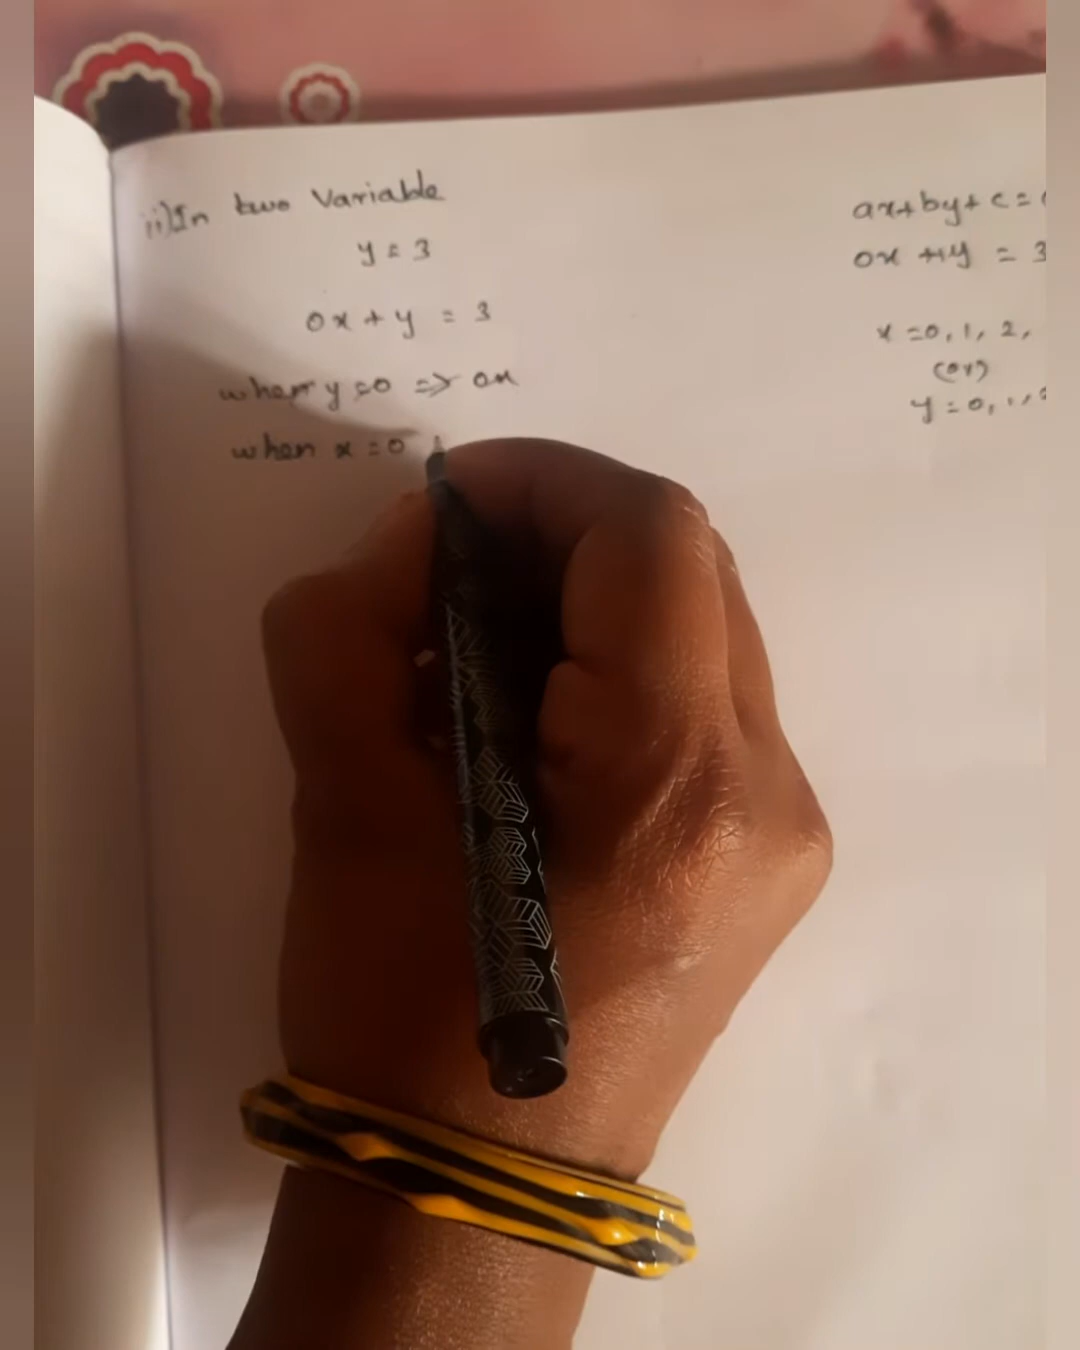 ii) In two Variable
y = 3
0x + y = 3
when y = 0 => 0x
when x = 0
ax + by + c =
0x + 1y = 3
x = 0, 1, 2,
(or)
y = 0, 1,